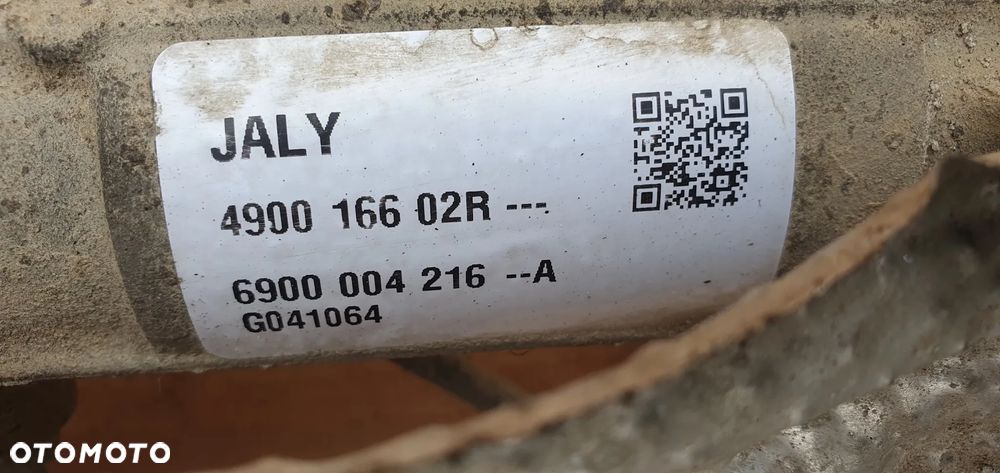 JALY
4900 166 02R ---
6900 004 216 --A
G041064
OTOMOTO